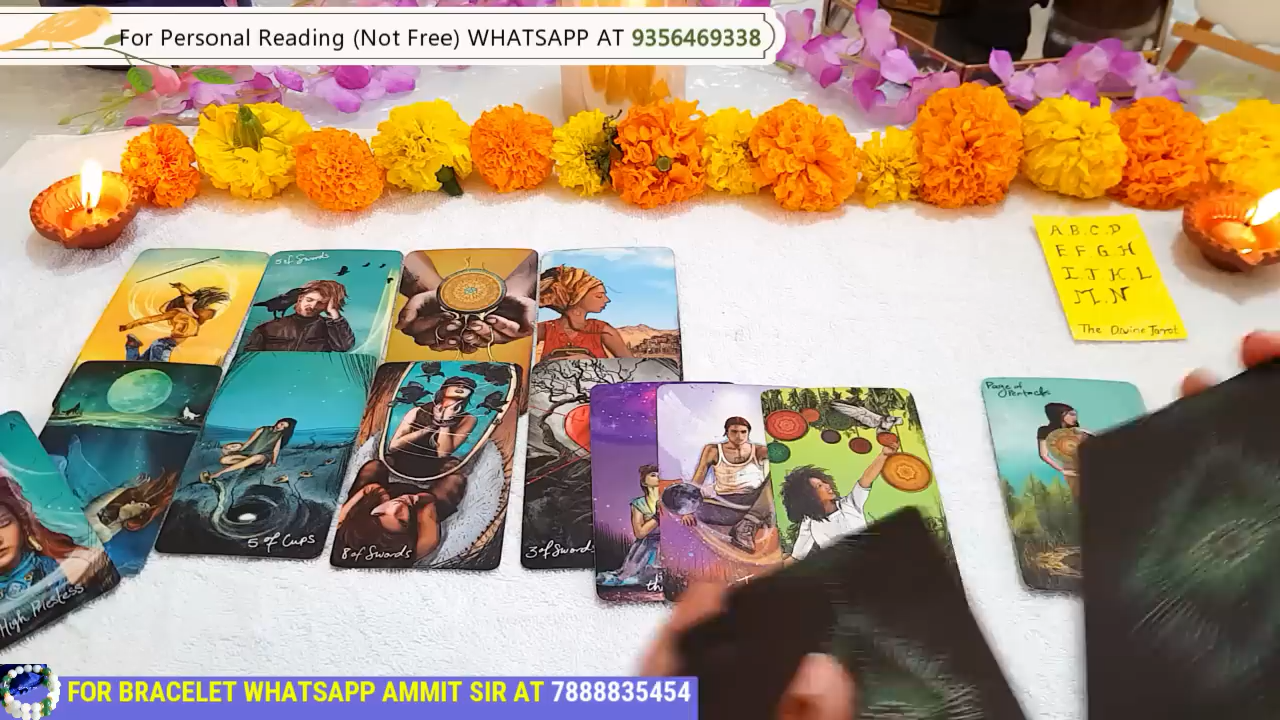 For Personal Reading (Not Free) WHATSAPP AT 9356469338
A.B.C.D
E.F.G.H
I.J.K.L
M.N
The Divine Tarot
5 of Swords
Page of
Pentacles
5 of Cups
8 of Swords
3 of Swords
High Priestess
FOR BRACELET WHATSAPP AMMIT SIR AT 7888835454